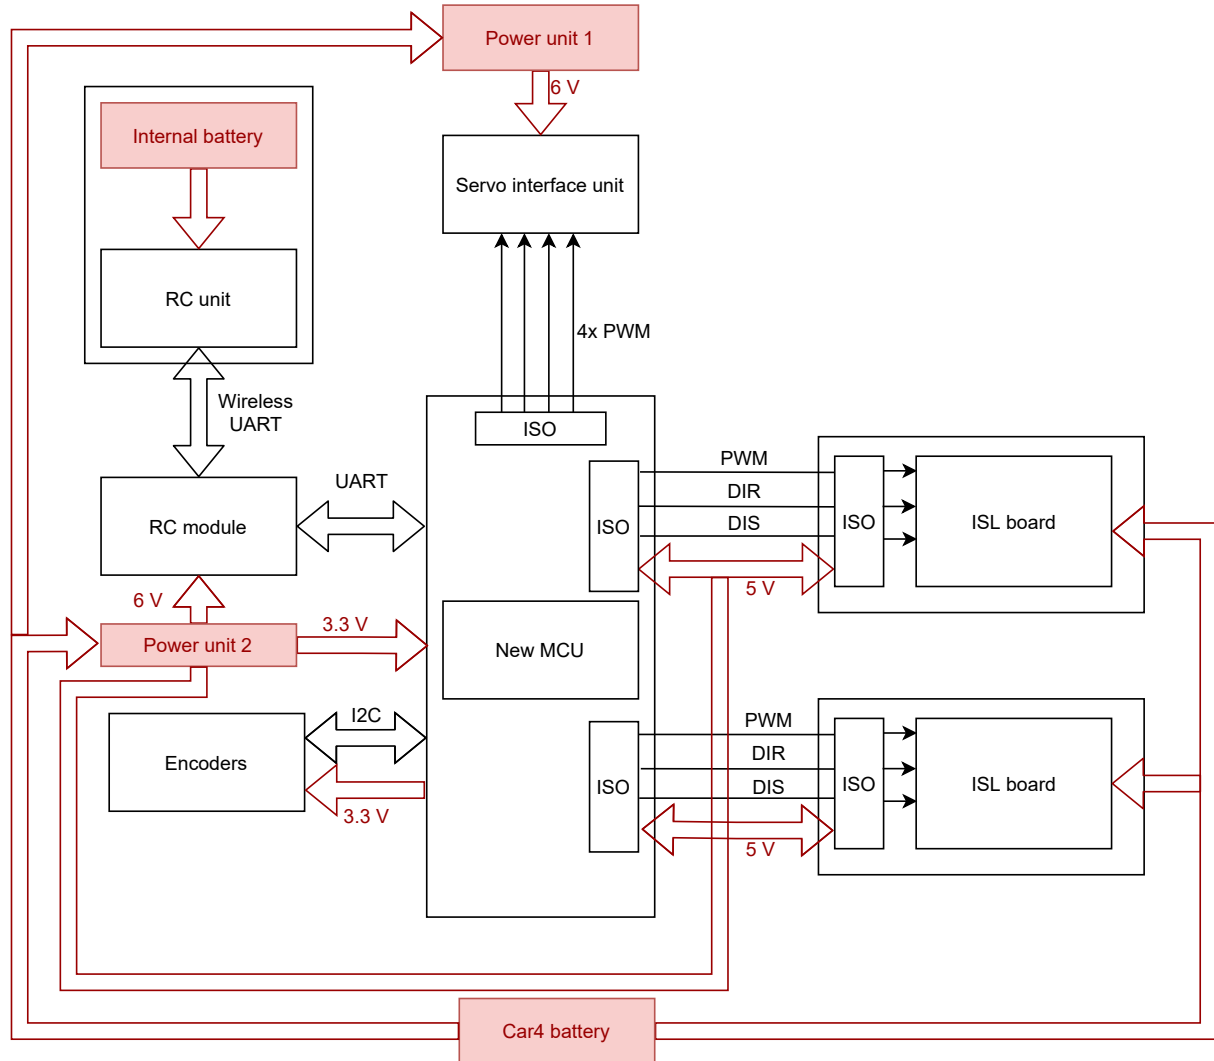 Power unit 1
6 V
Internal battery
Servo interface unit
RC unit
4x PWM
Wireless
UART
ISO
PWM
UART
DIR
RC module
ISO
DIS
ISO
ISL board
5 V
6 V
3.3 V
Power unit 2
New MCU
I2C
PWM
DIR
Encoders
ISO
DIS
ISO
ISL board
3.3 V
5 V
Car4 battery